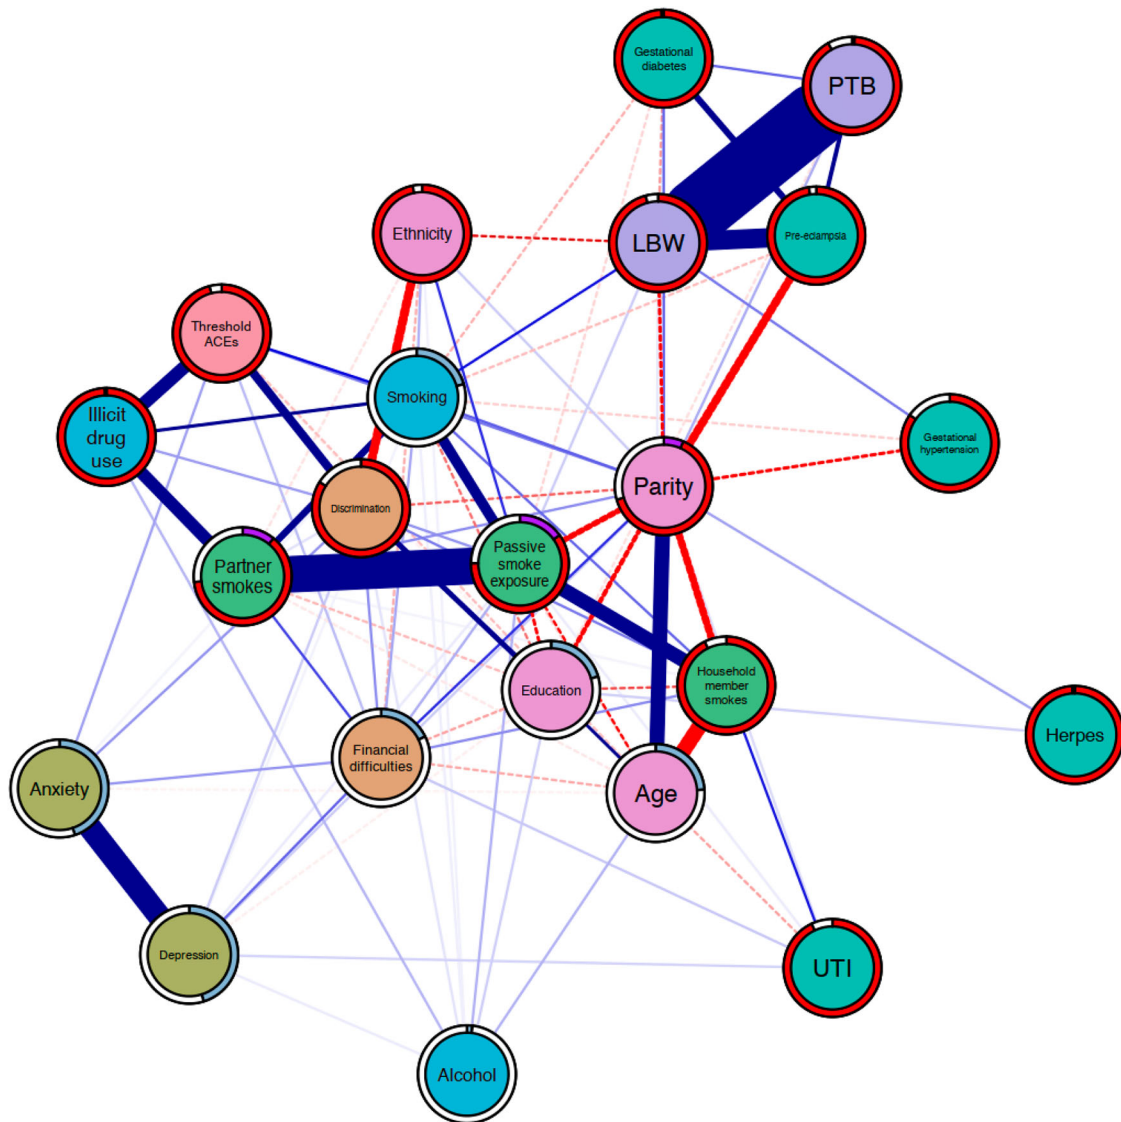 Gestational
diabetes
PTB
Ethnicity
LBW
Pre-eclampsia
Threshold
ACEs
Smoking
Illicit
drug
use
Gestational
hypertension
Parity
Discrimination
Partner
smokes
Passive
smoke
exposure
Education
Household
member
smokes
Herpes
Financial
difficulties
Anxiety
Age
Depression
UTI
Alcohol